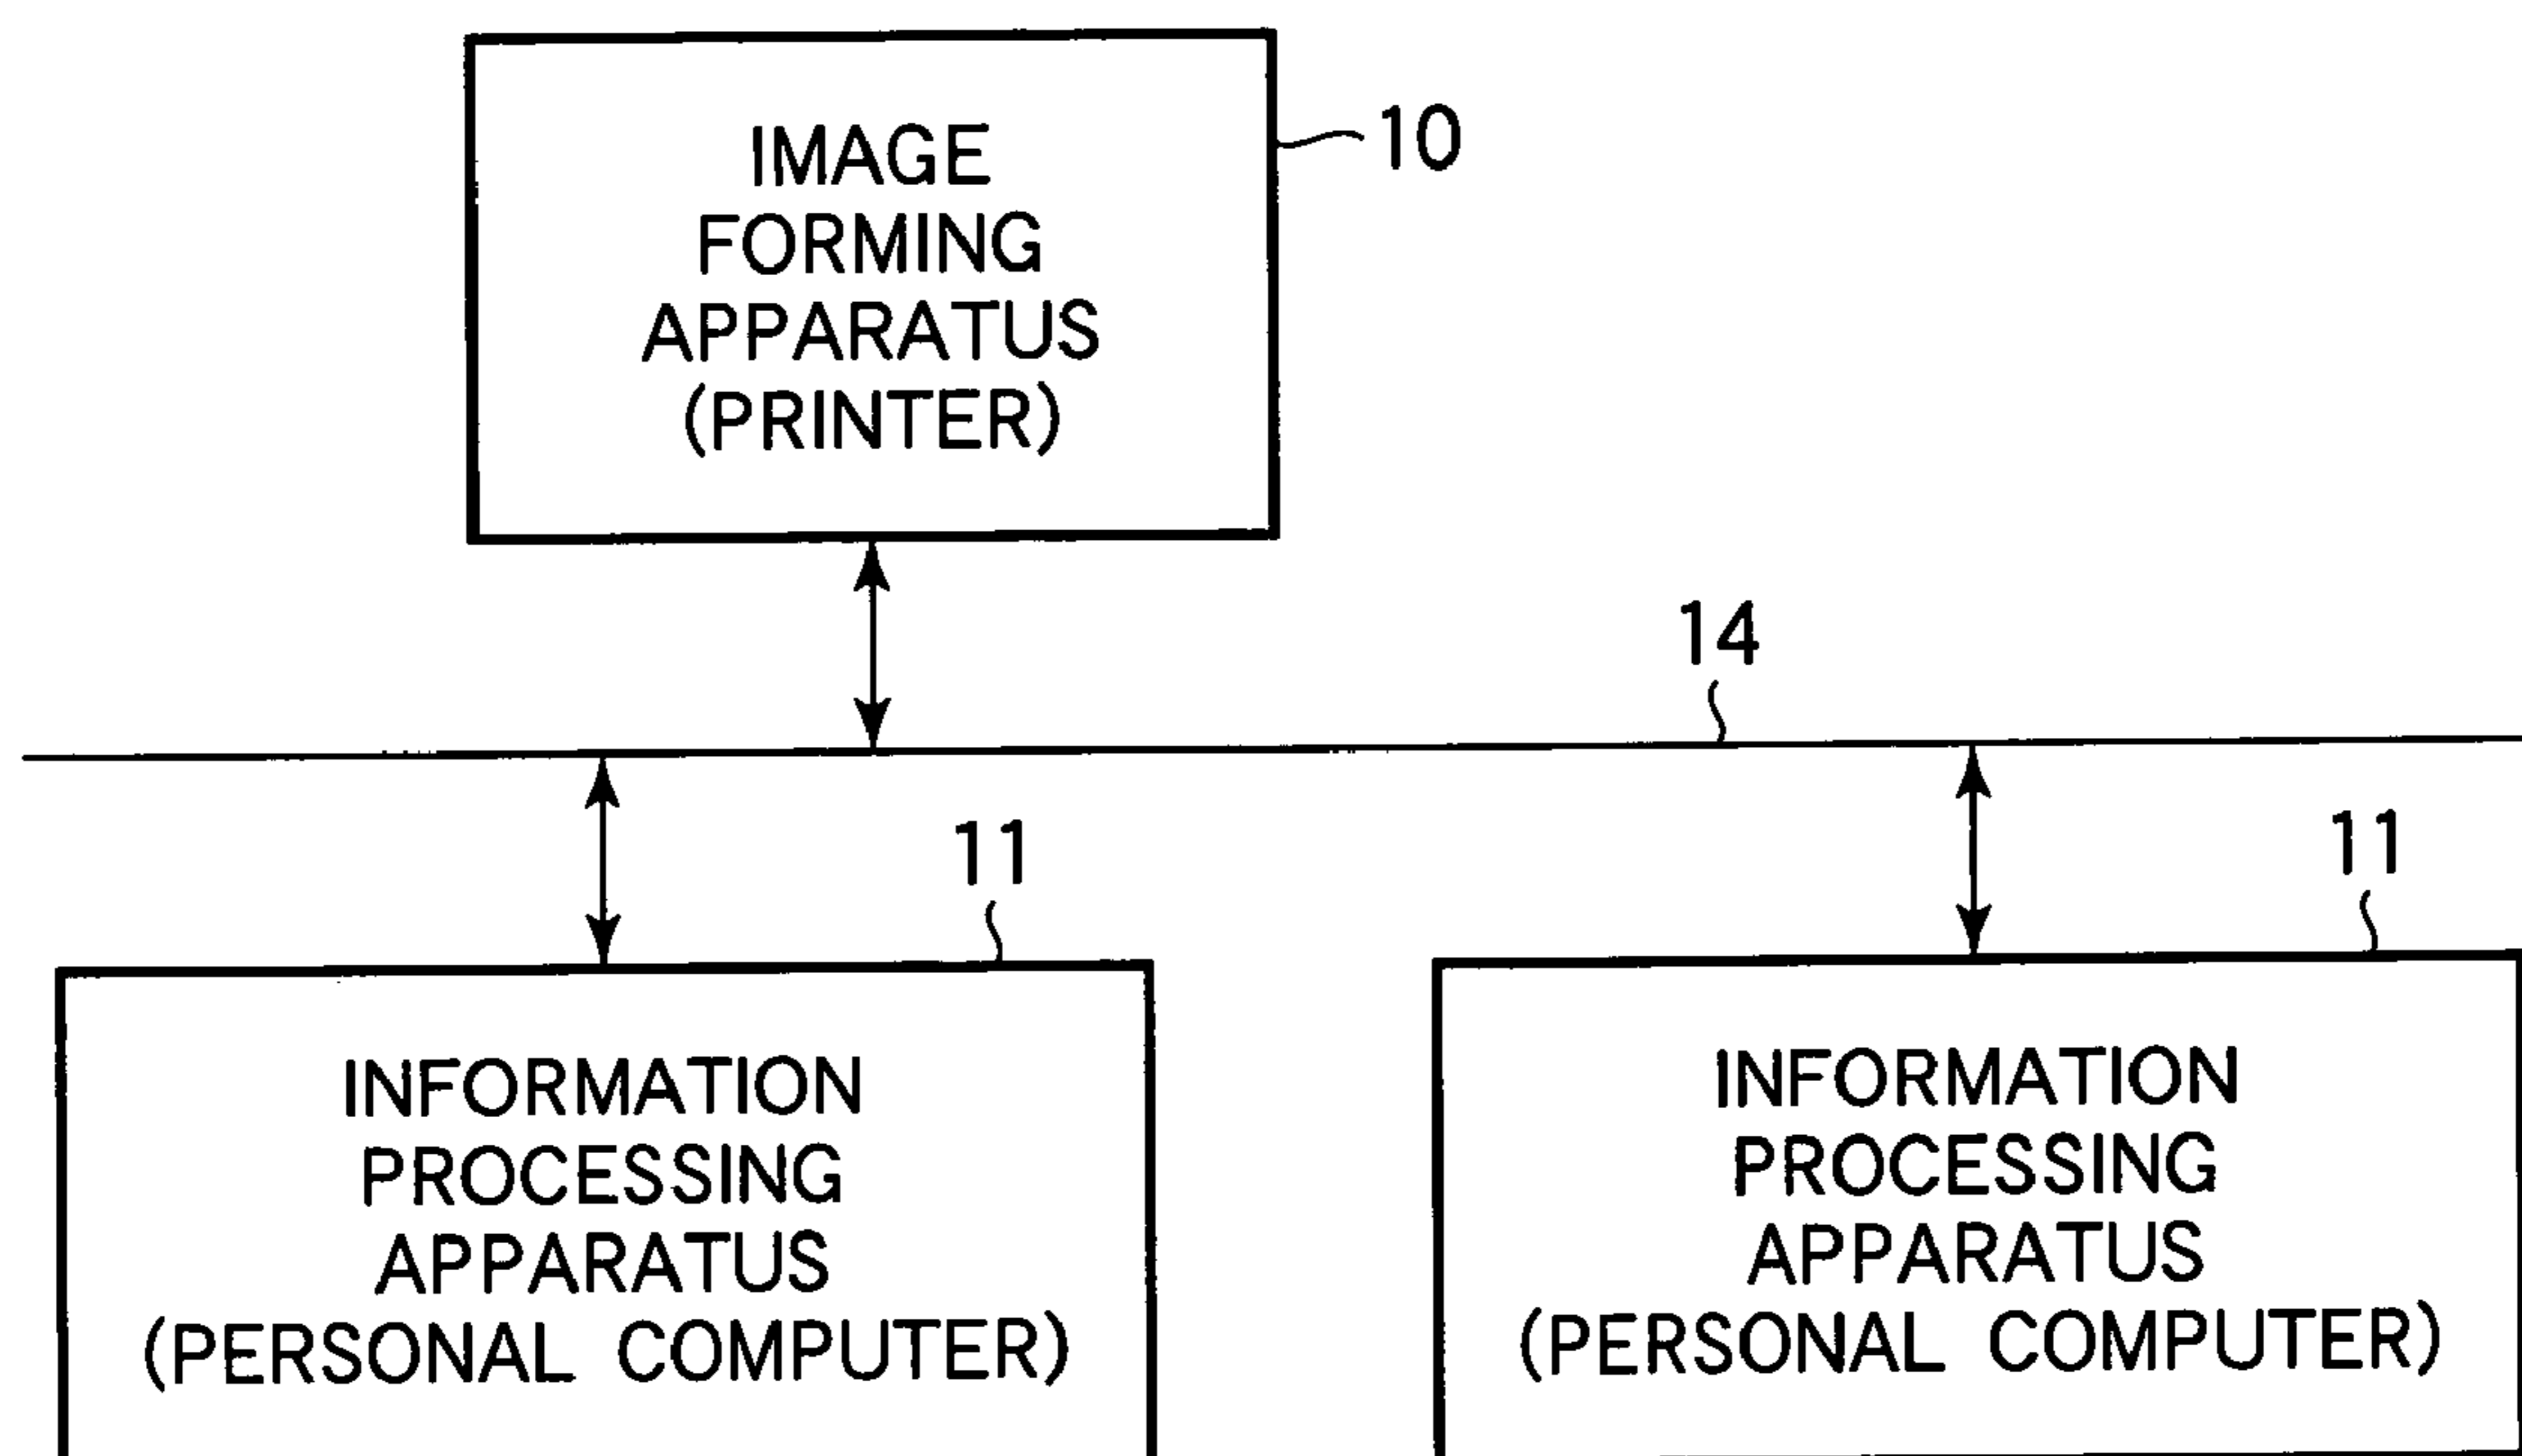 IMAGE
FORMING
APPARATUS
(PRINTER)
10
14
11
11
INFORMATION
PROCESSING
APPARATUS
(PERSONAL COMPUTER)
INFORMATION
PROCESSING
APPARATUS
(PERSONAL COMPUTER)